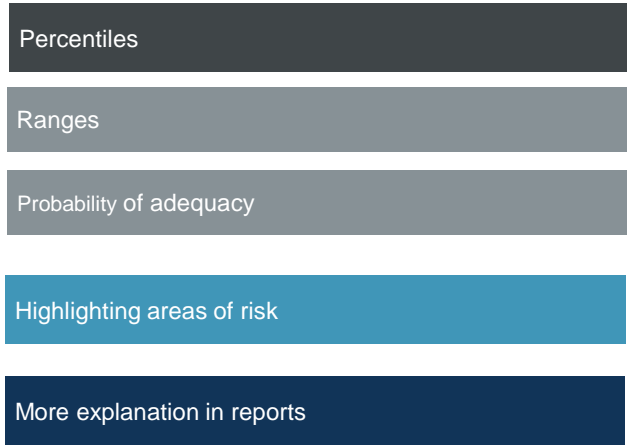 Percentiles
Ranges
Probability of adequacy
Highlighting areas of risk
More explanation in reports